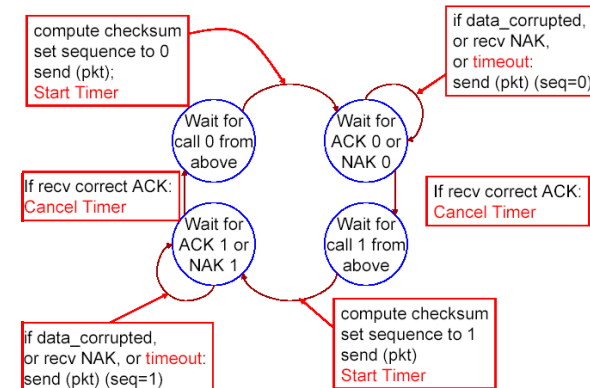 compute checksum
set sequence to 0
send (pkt);
Start Timer
if data_corrupted,
or recv NAK,
or timeout:
send (pkt) (seq=0)
Wait for
call 0 from
above
Wait for
ACK 0 or
NAK 0
If recv correct ACK:
Cancel Timer
If recv correct ACK:
Cancel Timer
Wait for
ACK 1 or
NAK 1
Wait for
call 1 from
above
if data_corrupted,
or recv NAK, or timeout:
send (pkt) (seq=1)
compute checksum
set sequence to 1
send (pkt)
Start Timer